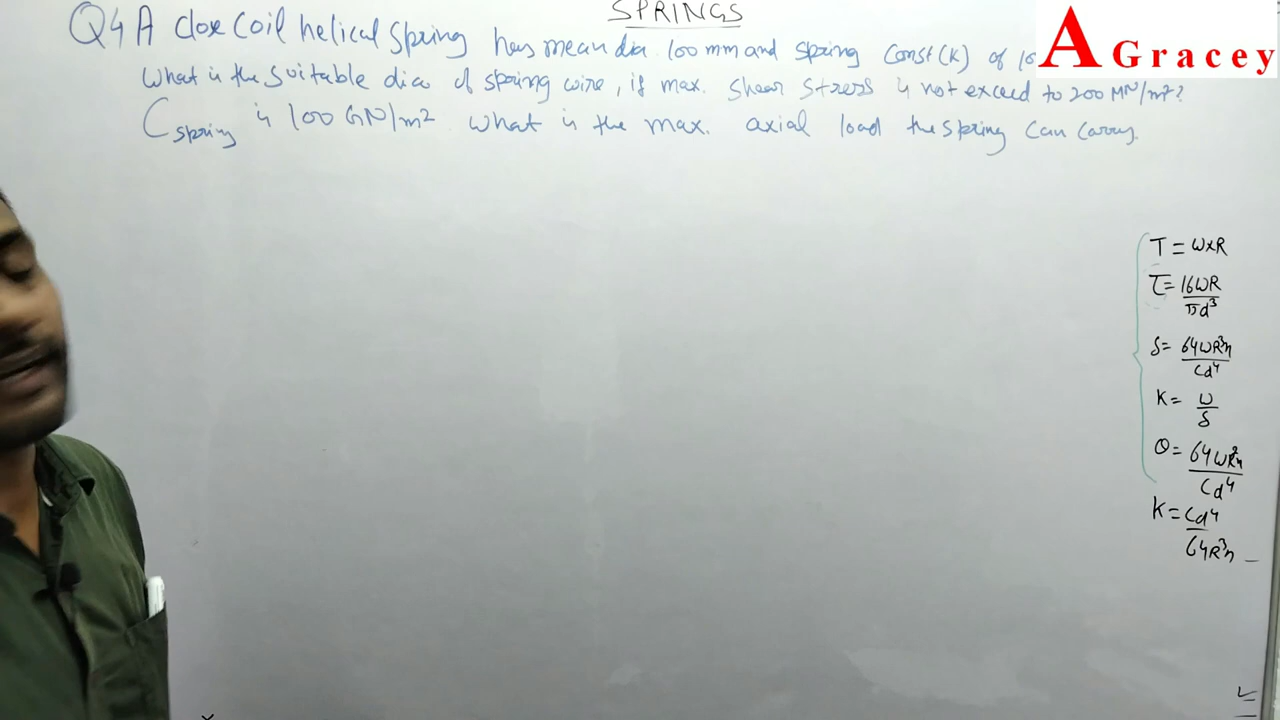 SPRINGS
Q4 A close coil helical spring has mean dia 100 mm and spring const (K) of 10
What is the suitable dia of spring wire, if max. shear stress is not exceed to 200 MN/m²?
C spring is 100 GN/m² What is the max. axial load the spring can carry.
A Gracey
T = W×R
τ = 16WR
πd³
δ = 64WR³n
Cd⁴
K = W
δ
θ = 64WR²n
Cd⁴
K = Cd⁴
64R³n